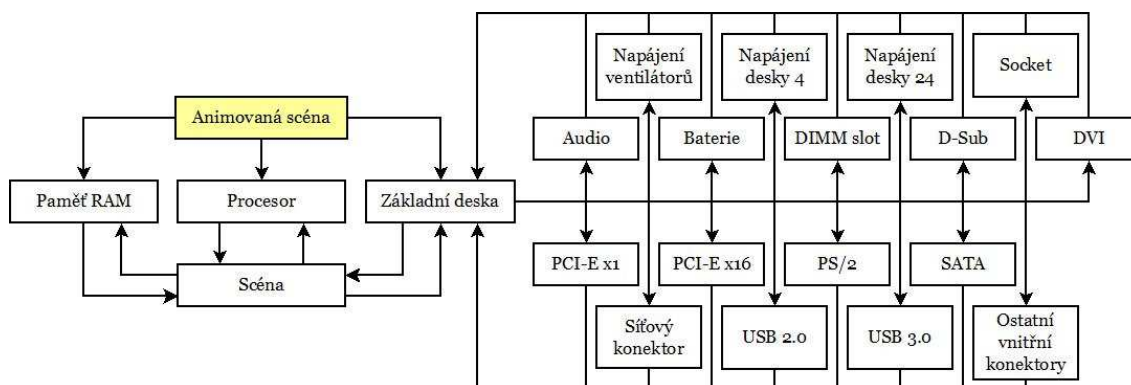 Napájení
ventilátorů
Napájení
desky 4
Napájení
desky 24
Socket
Animovaná scéna
Audio
Baterie
DIMM slot
D-Sub
DVI
Paměť RAM
Procesor
Základní deska
Scéna
PCI-E x1
PCI-E x16
PS/2
SATA
Síťový
konektor
USB 2.0
USB 3.0
Ostatní
vnitřní
konektory